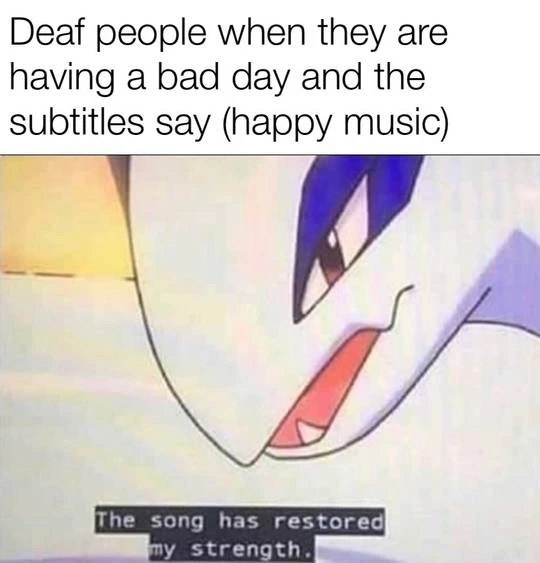 Deaf people when they are
having a bad day and the
subtitles say (happy music)
The song has restored
my strength.